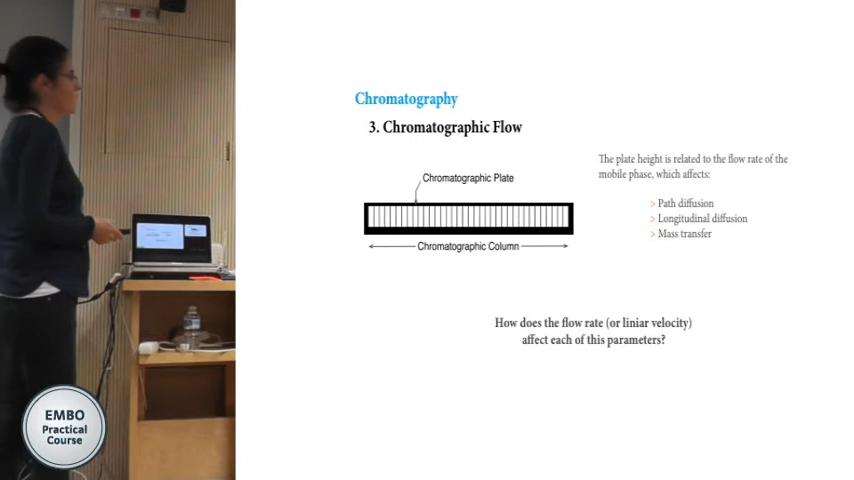 Chromatography
3. Chromatographic Flow
The plate height is related to the flow rate of the
mobile phase, which affects:
Chromatographic Plate
> Path diffusion
> Longitudinal diffusion
> Mass transfer
Chromatographic Column
How does the flow rate (or liniar velocity)
affect each of this parameters?
EMBO
Practical
Course